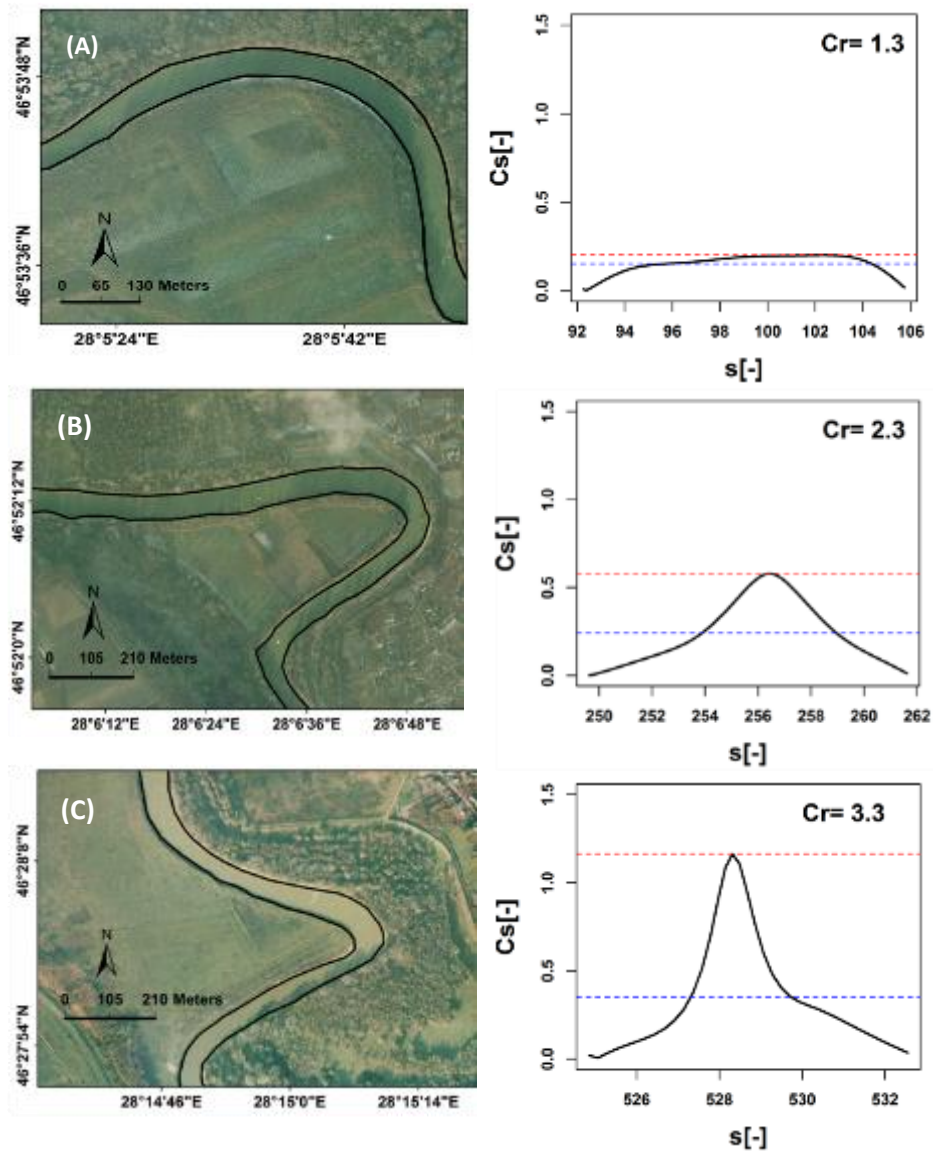 (A)
46°53'48"N
46°53'36"N
N
0 65 130 Meters
28°5'24"E 28°5'42"E
Cr= 1.3
Cs[-]
1.5
1.0
0.5
0.0
92 94 96 98 100 102 104 106
s[-]
(B)
46°52'12"N
46°52'0"N
N
0 105 210 Meters
28°6'12"E 28°6'24"E 28°6'36"E 28°6'48"E
Cr= 2.3
Cs[-]
1.5
1.0
0.5
0.0
250 252 254 256 258 260 262
s[-]
(C)
46°28'8"N
46°27'54"N
N
0 105 210 Meters
28°14'46"E 28°15'0"E 28°15'14"E
Cr= 3.3
Cs[-]
1.5
1.0
0.5
0.0
526 528 530 532
s[-]